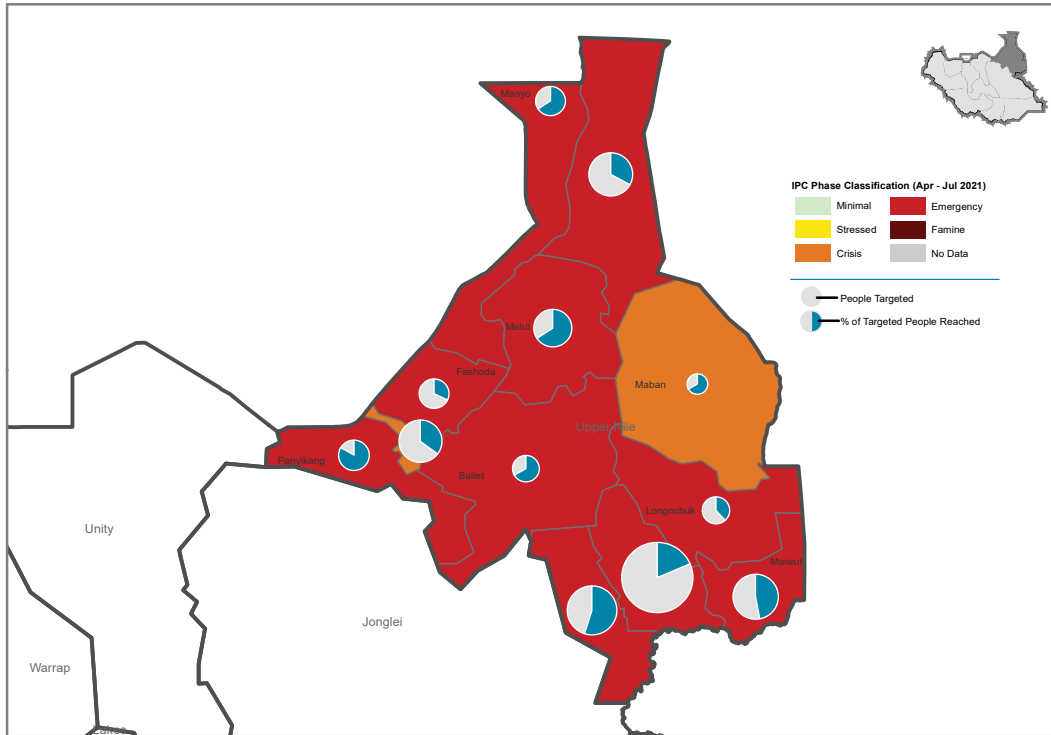 Manyo
IPC Phase Classification (Apr - Jul 2021)
Minimal
Emergency
Stressed
Famine
Crisis
No Data
People Targeted
% of Targeted People Reached
Melut
Fashoda
Maban
Upper Nile
Panyikang
Baliet
Longochuk
Unity
Maiwut
Jonglei
Warrap
Lakes